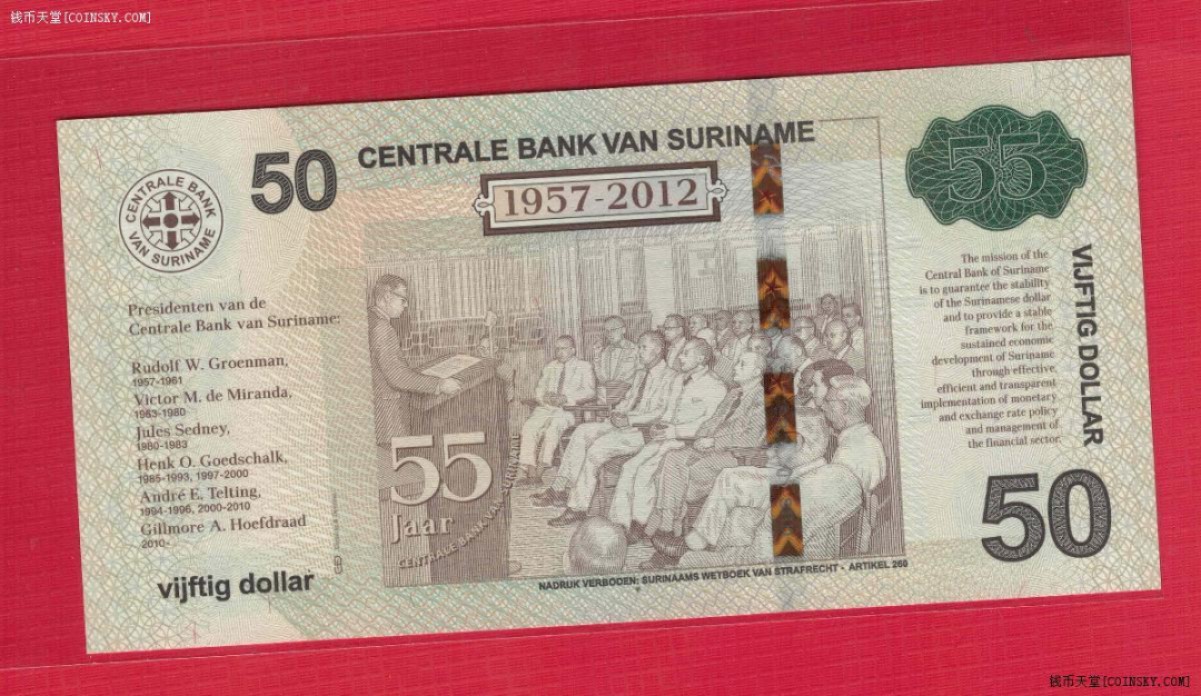 钱币天堂[COINSKY.COM]
钱币天堂[COINSKY.COM]
50
CENTRALE BANK VAN SURINAME
1957-2012
55
CENTRALE BANK
VAN SURINAME
Presidenten van de
Centrale Bank van Suriname:
Rudolf W. Groenman,
1957-1961
Victor M. de Miranda,
1963-1980
Jules Sedney,
1980-1983
Henk O. Goedschalk,
1985-1993, 1997-2000
André E. Telting,
1994-1996, 2000-2010
Gillmore A. Hoefdraad
2010-
vijftig dollar
55
Jaar
CENTRALE BANK VAN SURINAME
NADRUK VERBODEN: SURINAAMS WETBOEK VAN STRAFRECHT - ARTIKEL 260
The mission of the
Central Bank of Suriname
is to guarantee the stability
of the Surinamese dollar
and to provide a stable
framework for the
sustained economic
development of Suriname
through effective,
efficient and transparent
implementation of monetary
and exchange rate policy
and management of
the financial sector.
VIJFTIG DOLLAR
50
钱币天堂[COINSKY.COM]